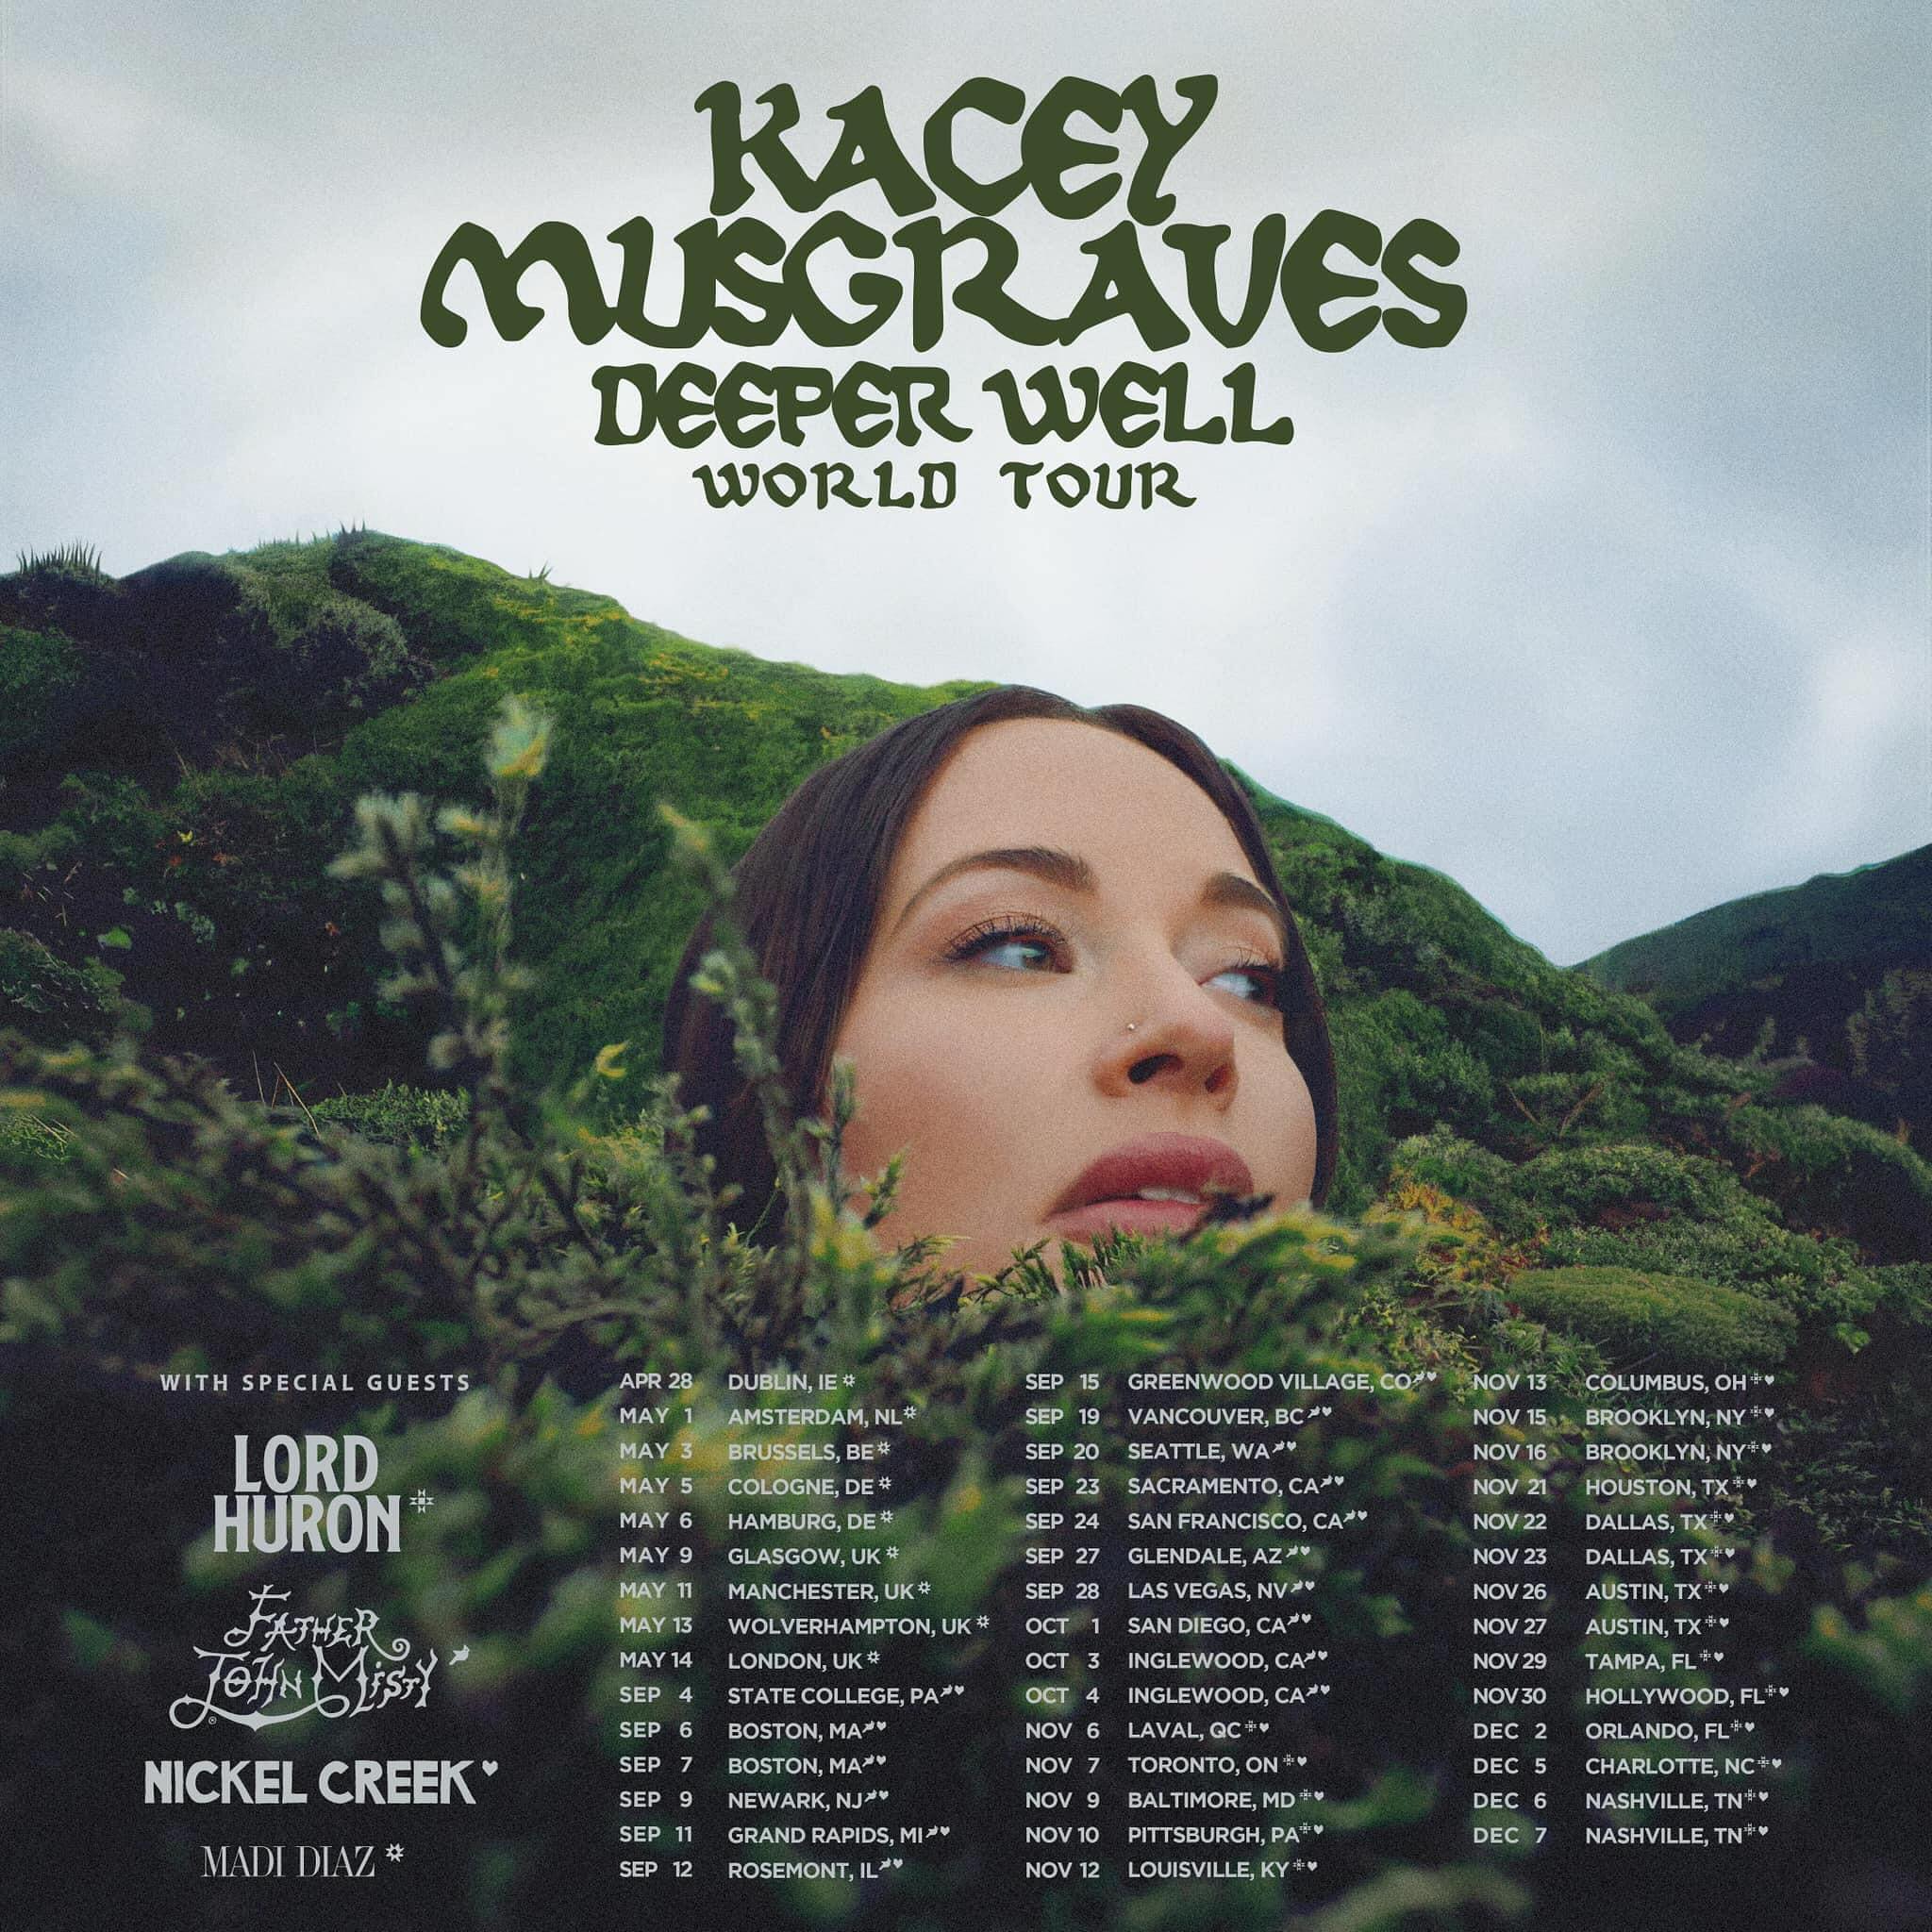 KACEY
MUSGRAVES
DEEPER WELL
WORLD TOUR
WITH SPECIAL GUESTS
LORD
HURON
FATHER
JOHN MISTY
®
NICKEL CREEK
MADI DIAZ
APR 28 DUBLIN, IE
MAY 1 AMSTERDAM, NL
MAY 3 BRUSSELS, BE
MAY 5 COLOGNE, DE
MAY 6 HAMBURG, DE
MAY 9 GLASGOW, UK
MAY 11 MANCHESTER, UK
MAY 13 WOLVERHAMPTON, UK
MAY 14 LONDON, UK
SEP 4 STATE COLLEGE, PA
SEP 6 BOSTON, MA
SEP 7 BOSTON, MA
SEP 9 NEWARK, NJ
SEP 11 GRAND RAPIDS, MI
SEP 12 ROSEMONT, IL
SEP 15 GREENWOOD VILLAGE, CO
SEP 19 VANCOUVER, BC
SEP 20 SEATTLE, WA
SEP 23 SACRAMENTO, CA
SEP 24 SAN FRANCISCO, CA
SEP 27 GLENDALE, AZ
SEP 28 LAS VEGAS, NV
OCT 1 SAN DIEGO, CA
OCT 3 INGLEWOOD, CA
OCT 4 INGLEWOOD, CA
NOV 6 LAVAL, QC
NOV 7 TORONTO, ON
NOV 9 BALTIMORE, MD
NOV 10 PITTSBURGH, PA
NOV 12 LOUISVILLE, KY
NOV 13 COLUMBUS, OH
NOV 15 BROOKLYN, NY
NOV 16 BROOKLYN, NY
NOV 21 HOUSTON, TX
NOV 22 DALLAS, TX
NOV 23 DALLAS, TX
NOV 26 AUSTIN, TX
NOV 27 AUSTIN, TX
NOV 29 TAMPA, FL
NOV 30 HOLLYWOOD, FL
DEC 2 ORLANDO, FL
DEC 5 CHARLOTTE, NC
DEC 6 NASHVILLE, TN
DEC 7 NASHVILLE, TN